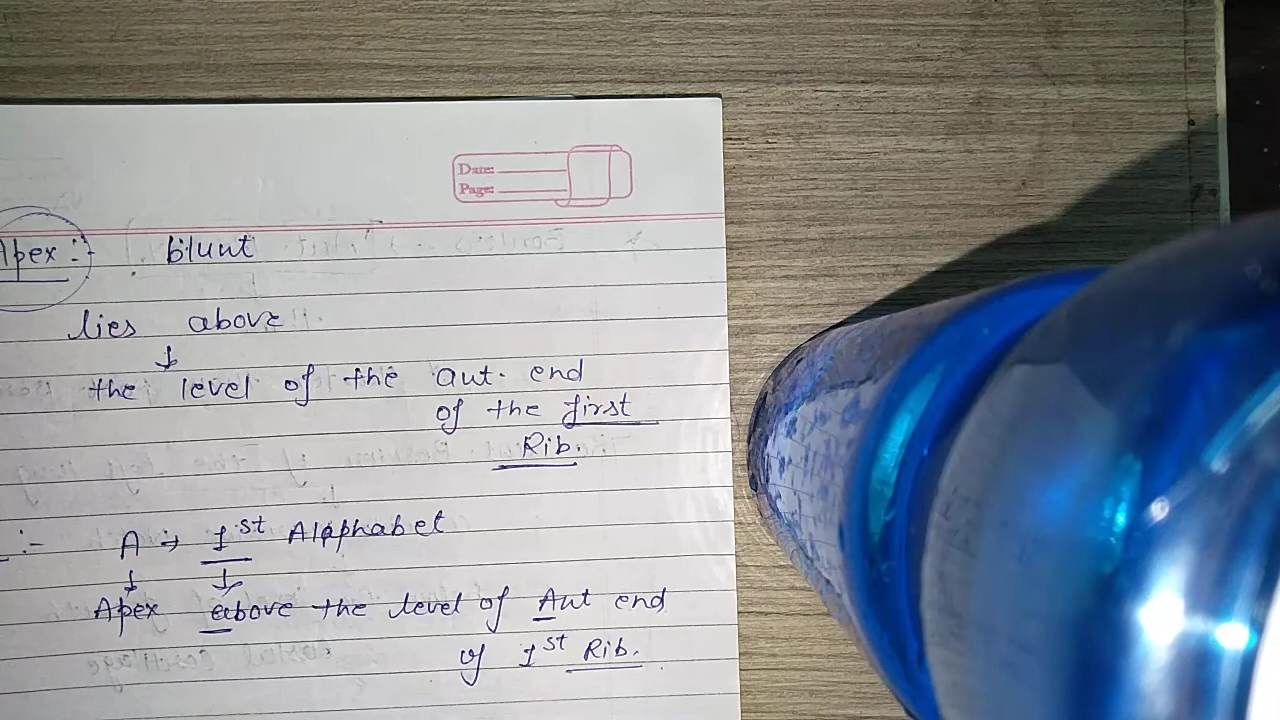 Date:
Page:
Apex :- blunt
lies above
↓
the level of the ant. end
of the first
Rib.
:- A → 1st Alphabet
↓ ↓
Apex above the level of Ant end
of 1st Rib.